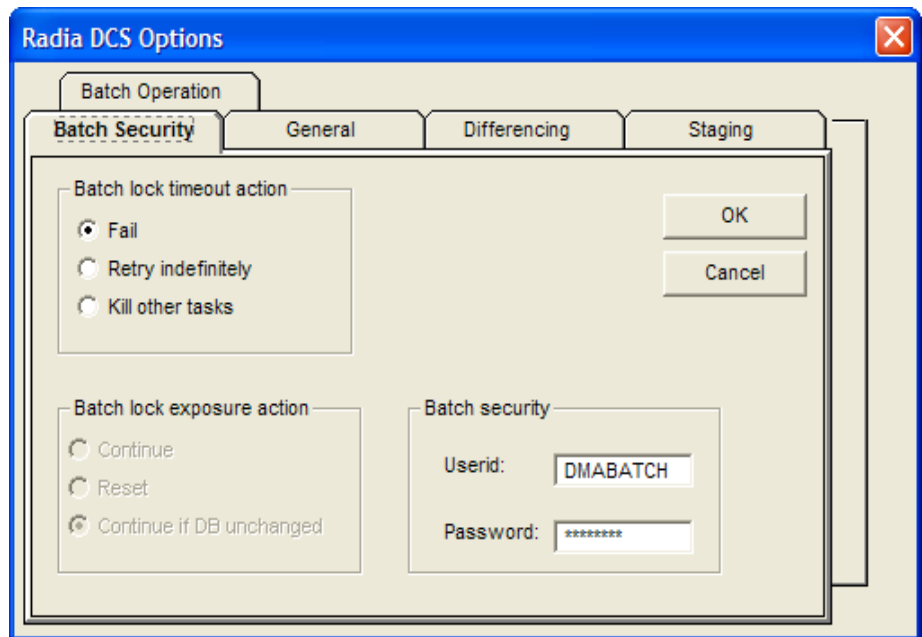 Radia DCS Options
Batch Operation
Batch Security
General
Differencing
Staging
Batch lock timeout action
Fail
Retry indefinitely
Kill other tasks
OK
Cancel
Batch lock exposure action
Continue
Reset
Continue if DB unchanged
Batch security
Userid: DMABATCH
Password: ********